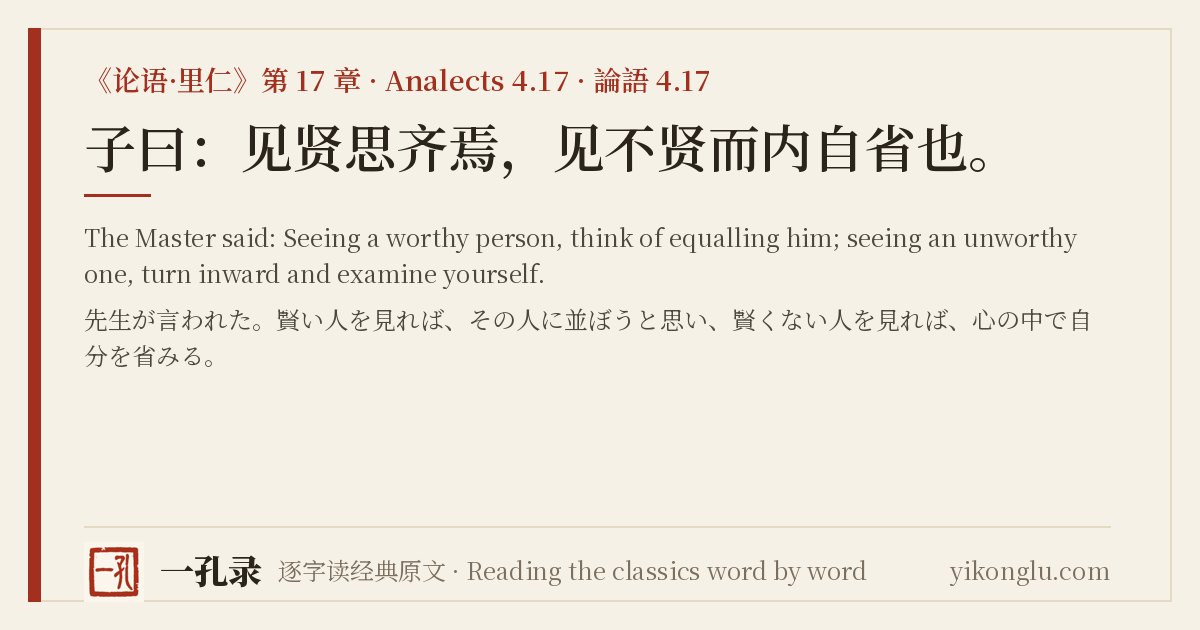 《论语·里仁》第 17 章 · Analects 4.17 · 論語 4.17
子曰：见贤思齐焉，见不贤而内自省也。
The Master said: Seeing a worthy person, think of equalling him; seeing an unworthy
one, turn inward and examine yourself.
先生が言われた。賢い人を見れば、その人に並ぼうと思い、賢くない人を見れば、心の中で自
分を省みる。
一孔
一孔录 逐字读经典原文 · Reading the classics word by word yikonglu.com